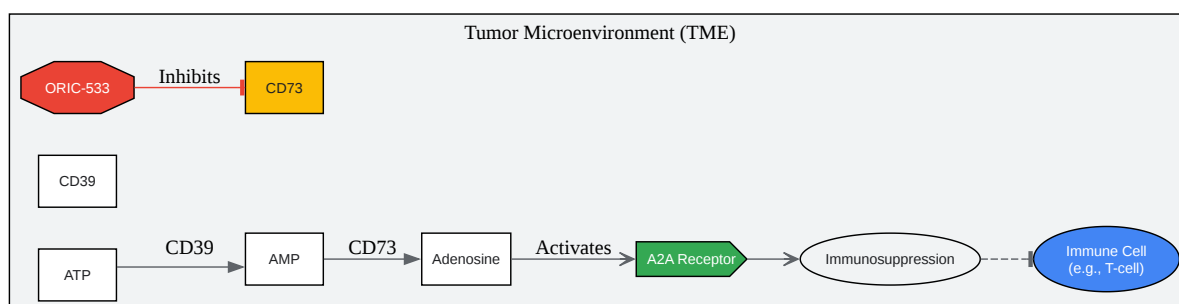 Tumor Microenvironment (TME)
ORIC-533
Inhibits
CD73
CD39
ATP
CD39
AMP
CD73
Adenosine
Activates
A2A Receptor
Immunosuppression
Immune Cell
(e.g., T-cell)